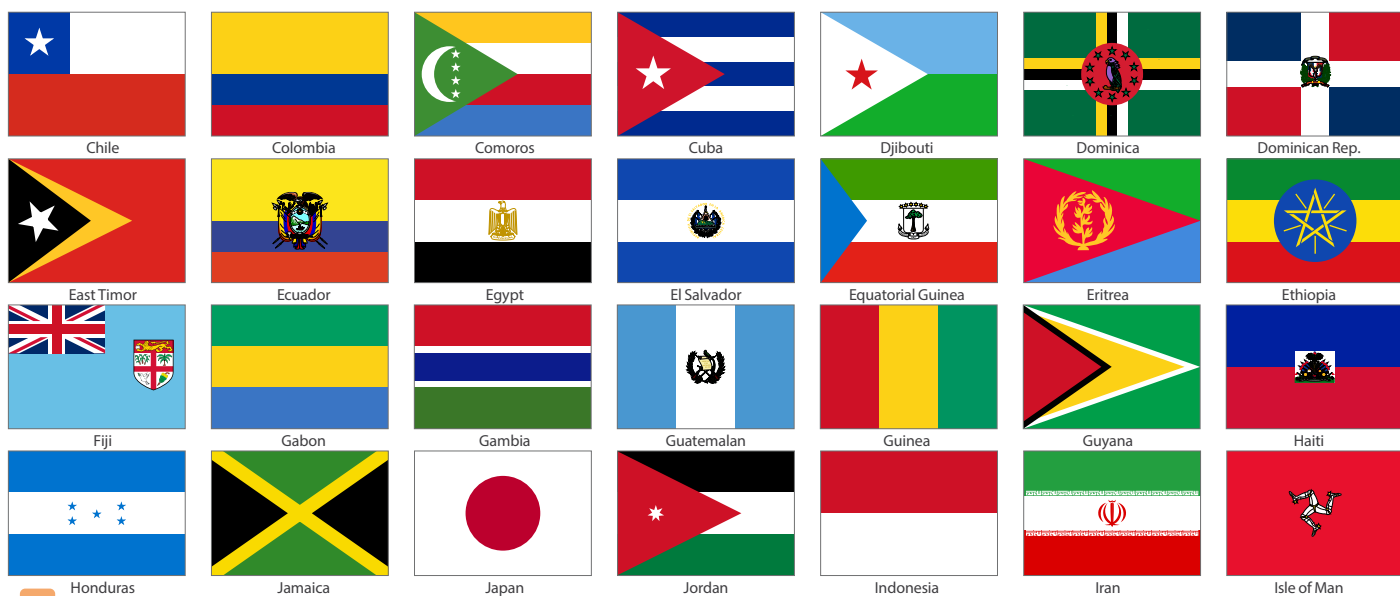 Chile Colombia Comoros Cuba Djibouti Dominica Dominican Rep.
East Timor Ecuador Egypt El Salvador Equatorial Guinea Eritrea Ethiopia
Fiji Gabon Gambia Guatemalan Guinea Guyana Haiti
Honduras Jamaica Japan Jordan Indonesia Iran Isle of Man